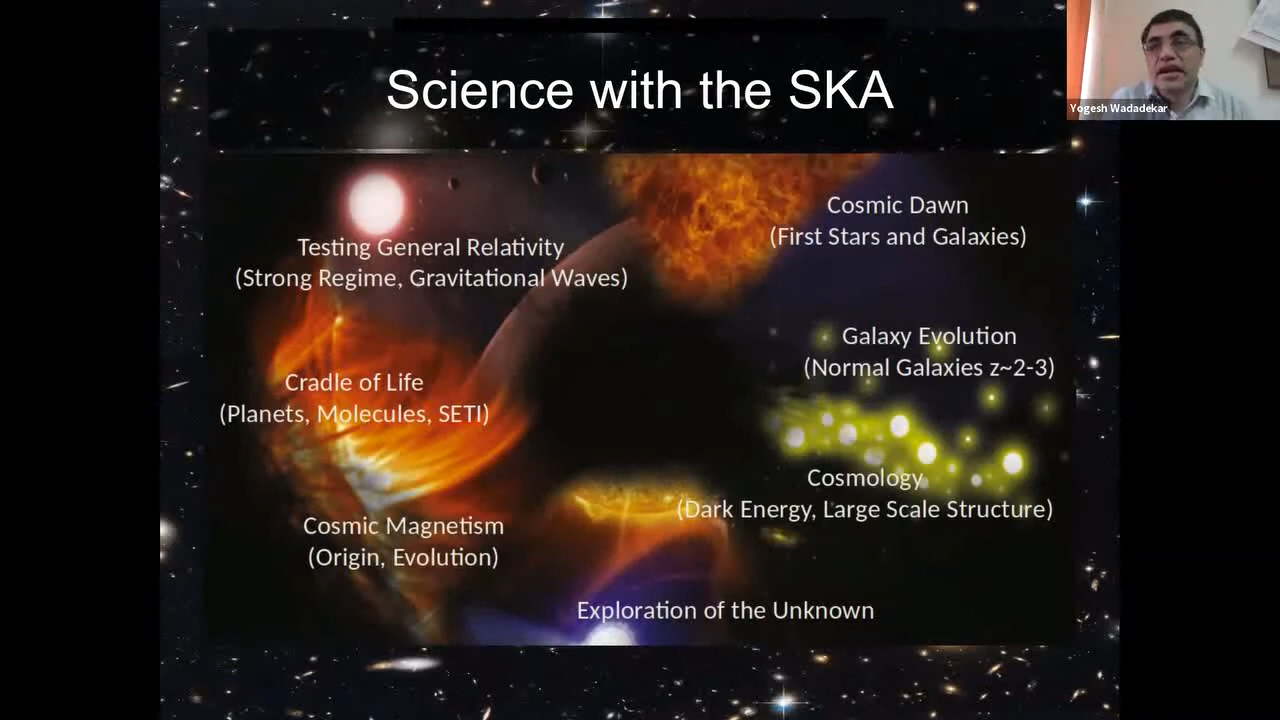 Science with the SKA
Yogesh Wadadekar
Testing General Relativity
(Strong Regime, Gravitational Waves)
Cosmic Dawn
(First Stars and Galaxies)
Galaxy Evolution
(Normal Galaxies z~2-3)
Cradle of Life
(Planets, Molecules, SETI)
Cosmology
(Dark Energy, Large Scale Structure)
Cosmic Magnetism
(Origin, Evolution)
Exploration of the Unknown